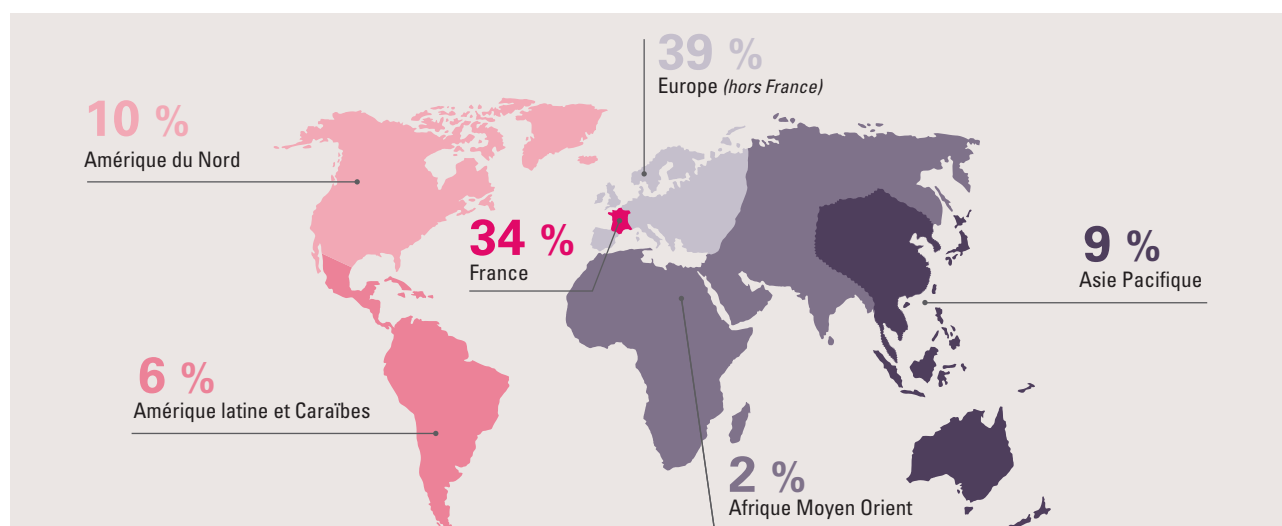 39 %
Europe (hors France)
10 %
Amérique du Nord
34 %
France
9 %
Asie Pacifique
6 %
Amérique latine et Caraïbes
2 %
Afrique Moyen Orient